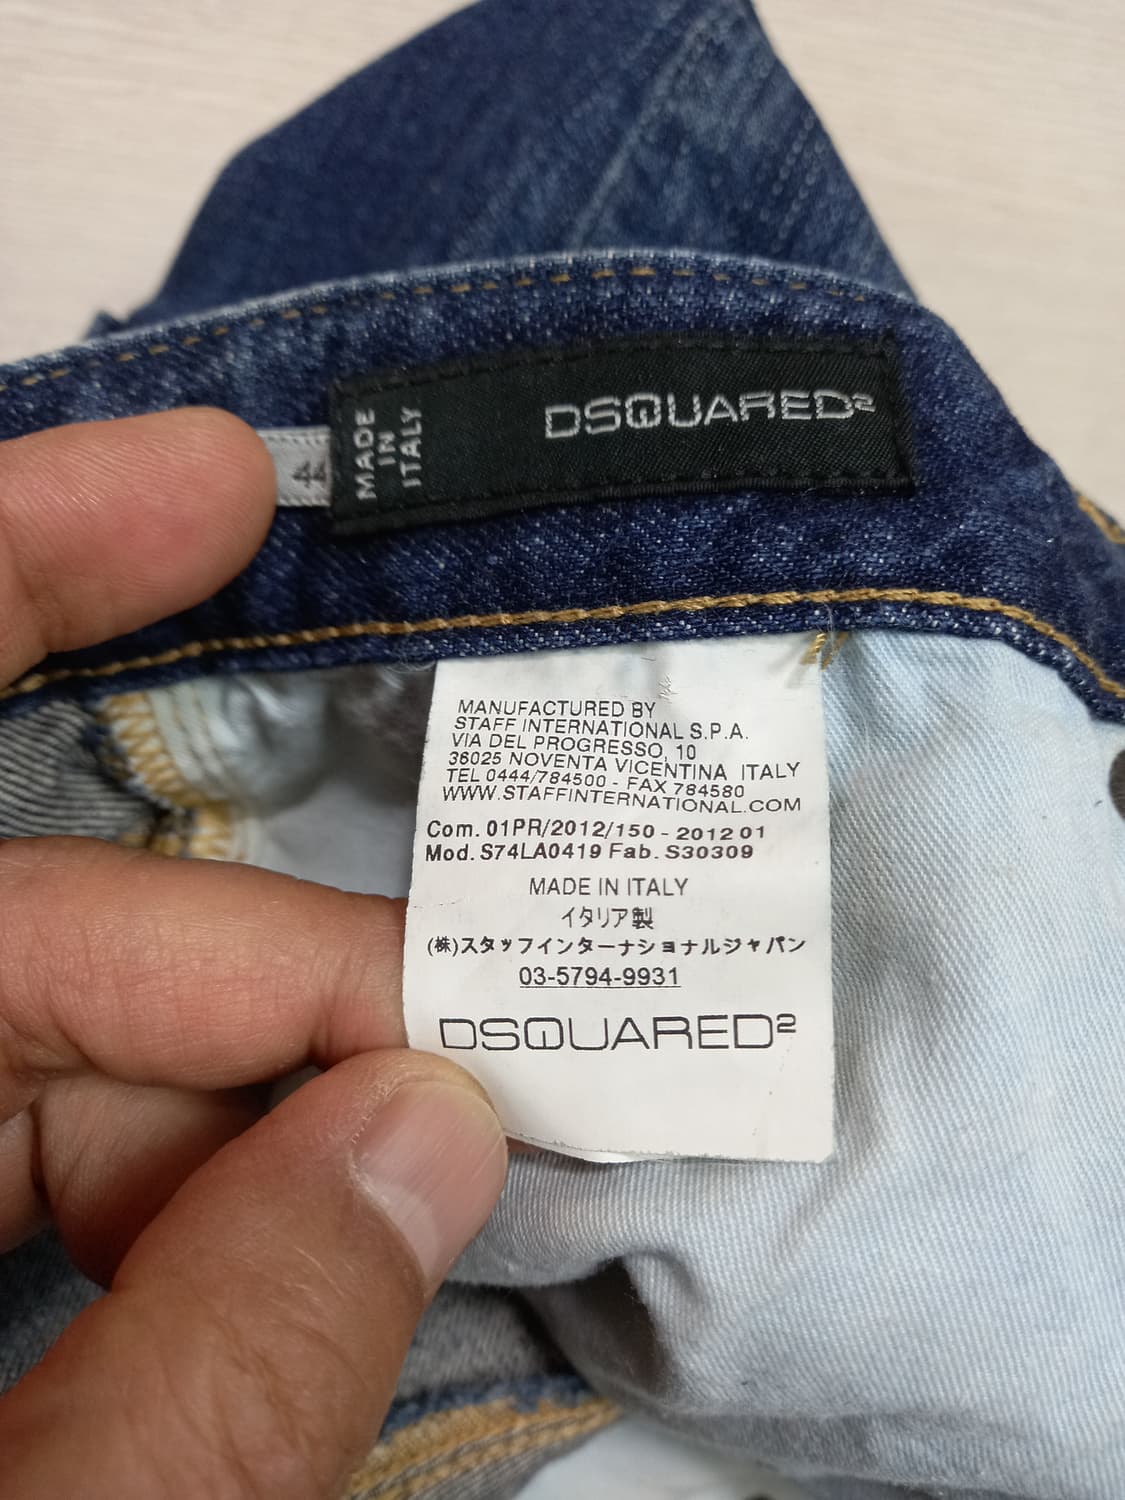 44
MADE
IN
ITALY
DSQUARED2
MANUFACTURED BY
STAFF INTERNATIONAL S.P.A.
VIA DEL PROGRESSO, 10
36025 NOVENTA VICENTINA ITALY
TEL 0444/784500 - FAX 784580
WWW.STAFFINTERNATIONAL.COM
Com. 01PR/2012/150 - 2012 01
Mod. S74LA0419 Fab. S30309
MADE IN ITALY
イタリア製
(株)スタッフインターナショナルジャパン
03-5794-9931
DSQUARED2